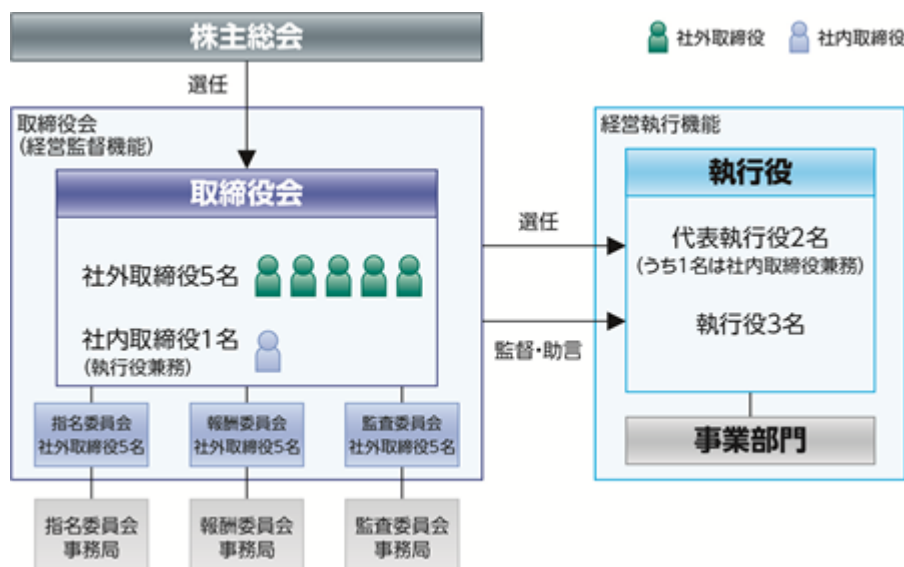 株主総会
社外取締役
社内取締役
選任
取締役会
(経営監督機能)
取締役会
社外取締役5名
社内取締役1名
(執行役兼務)
指名委員会
社外取締役5名
報酬委員会
社外取締役5名
監査委員会
社外取締役5名
指名委員会
事務局
報酬委員会
事務局
監査委員会
事務局
選任
監督・助言
経営執行機能
執行役
代表執行役2名
(うち1名は社内取締役兼務)
執行役3名
事業部門